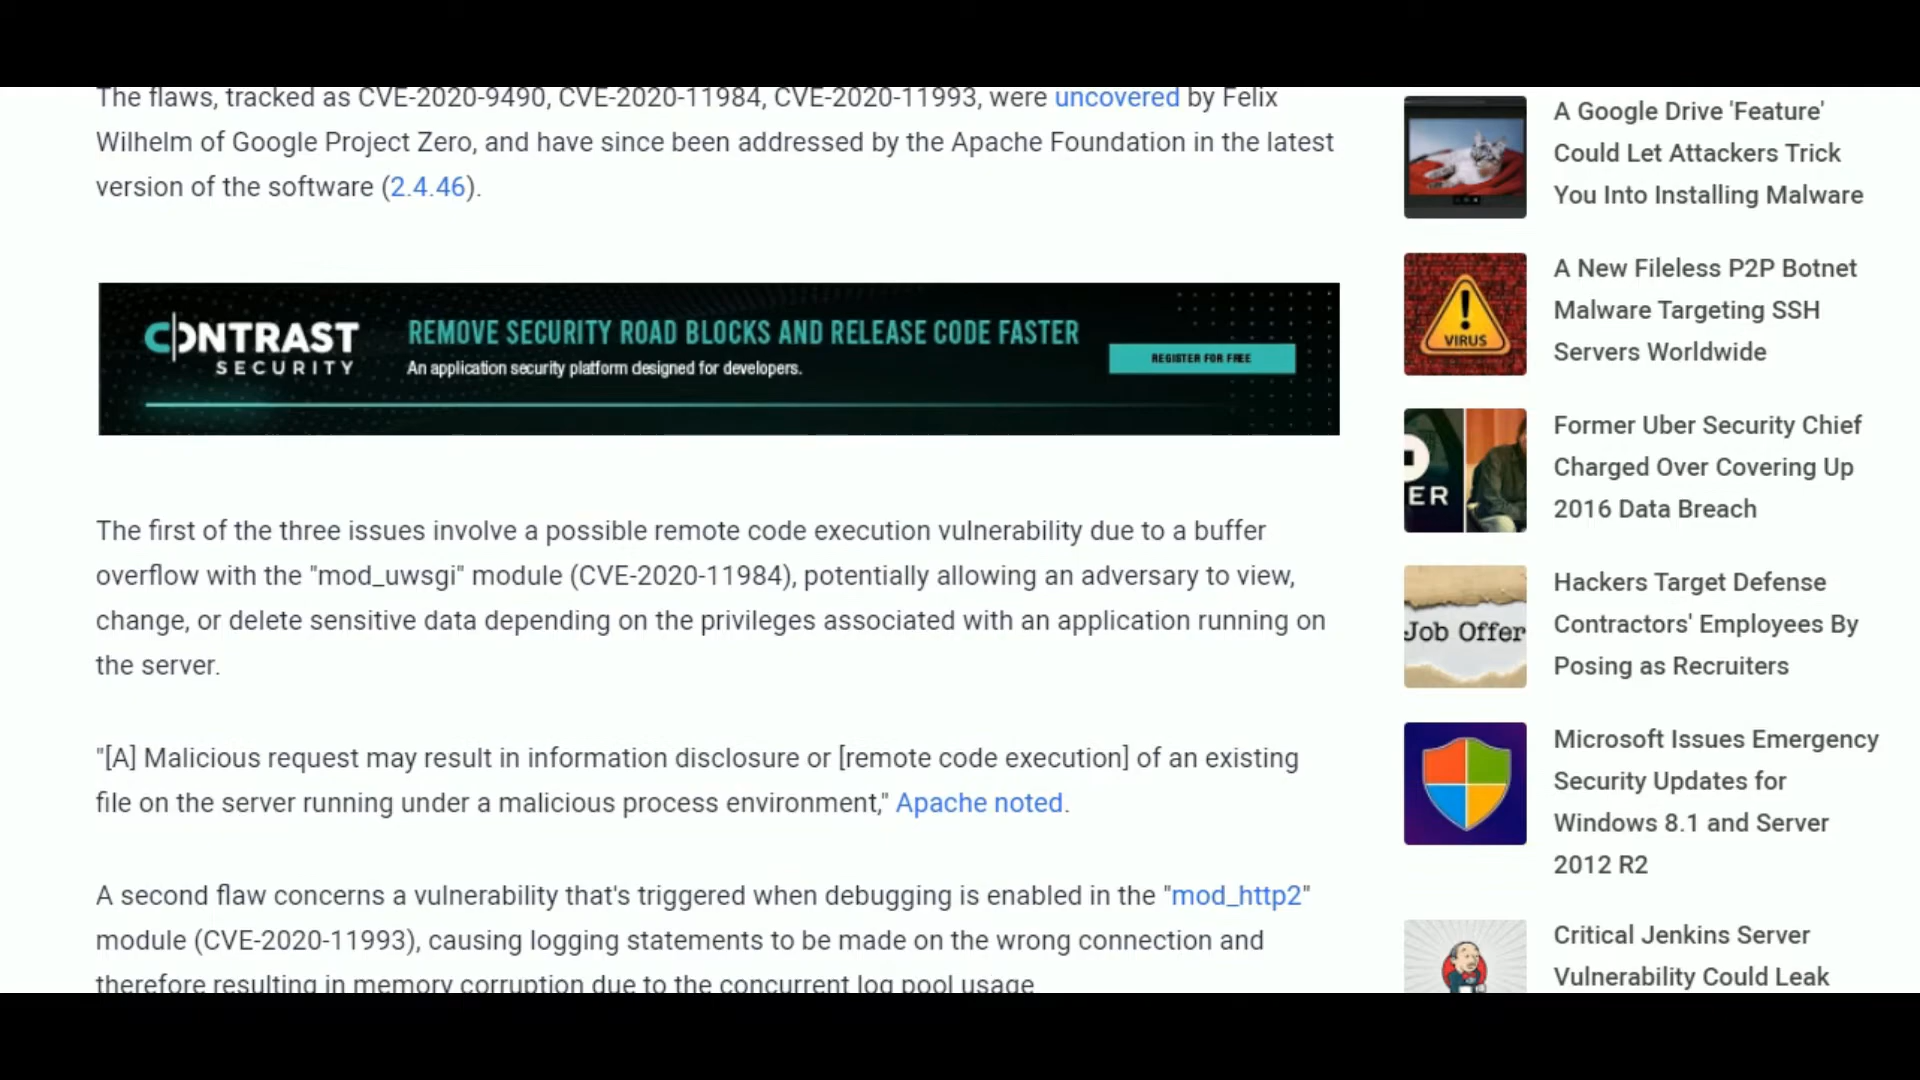 The flaws, tracked as CVE-2020-9490, CVE-2020-11984, CVE-2020-11993, were uncovered by Felix
Wilhelm of Google Project Zero, and have since been addressed by the Apache Foundation in the latest
version of the software (2.4.46).
CONTRAST
SECURITY
REMOVE SECURITY ROAD BLOCKS AND RELEASE CODE FASTER
An application security platform designed for developers.
REGISTER FOR FREE
The first of the three issues involve a possible remote code execution vulnerability due to a buffer
overflow with the "mod_uwsgi" module (CVE-2020-11984), potentially allowing an adversary to view,
change, or delete sensitive data depending on the privileges associated with an application running on
the server.
"[A] Malicious request may result in information disclosure or [remote code execution] of an existing
file on the server running under a malicious process environment," Apache noted.
A second flaw concerns a vulnerability that's triggered when debugging is enabled in the "mod_http2"
module (CVE-2020-11993), causing logging statements to be made on the wrong connection and
therefore resulting in memory corruption due to the concurrent log pool usage
A Google Drive 'Feature'
Could Let Attackers Trick
You Into Installing Malware
VIRUS
A New Fileless P2P Botnet
Malware Targeting SSH
Servers Worldwide
ER
Former Uber Security Chief
Charged Over Covering Up
2016 Data Breach
Job Offer
Hackers Target Defense
Contractors' Employees By
Posing as Recruiters
Microsoft Issues Emergency
Security Updates for
Windows 8.1 and Server
2012 R2
Critical Jenkins Server
Vulnerability Could Leak